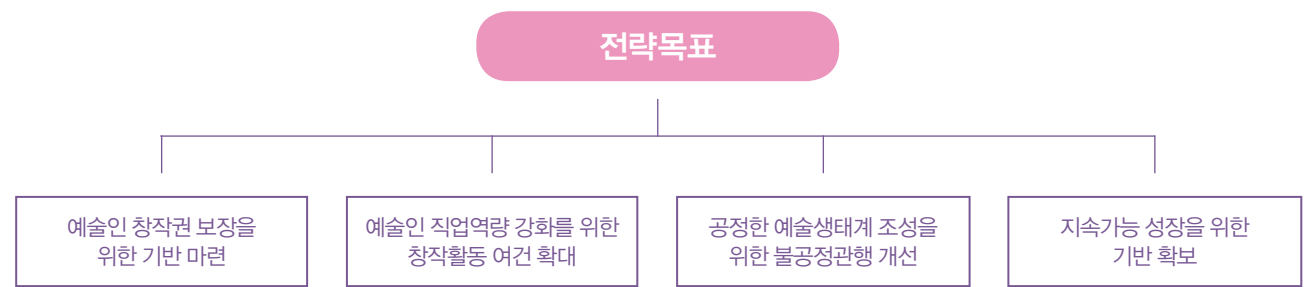 전략목표
예술인 창작권 보장을
위한 기반 마련
예술인 직업역량 강화를 위한
창작활동 여건 확대
공정한 예술생태계 조성을
위한 불공정관행 개선
지속가능 성장을 위한
기반 확보